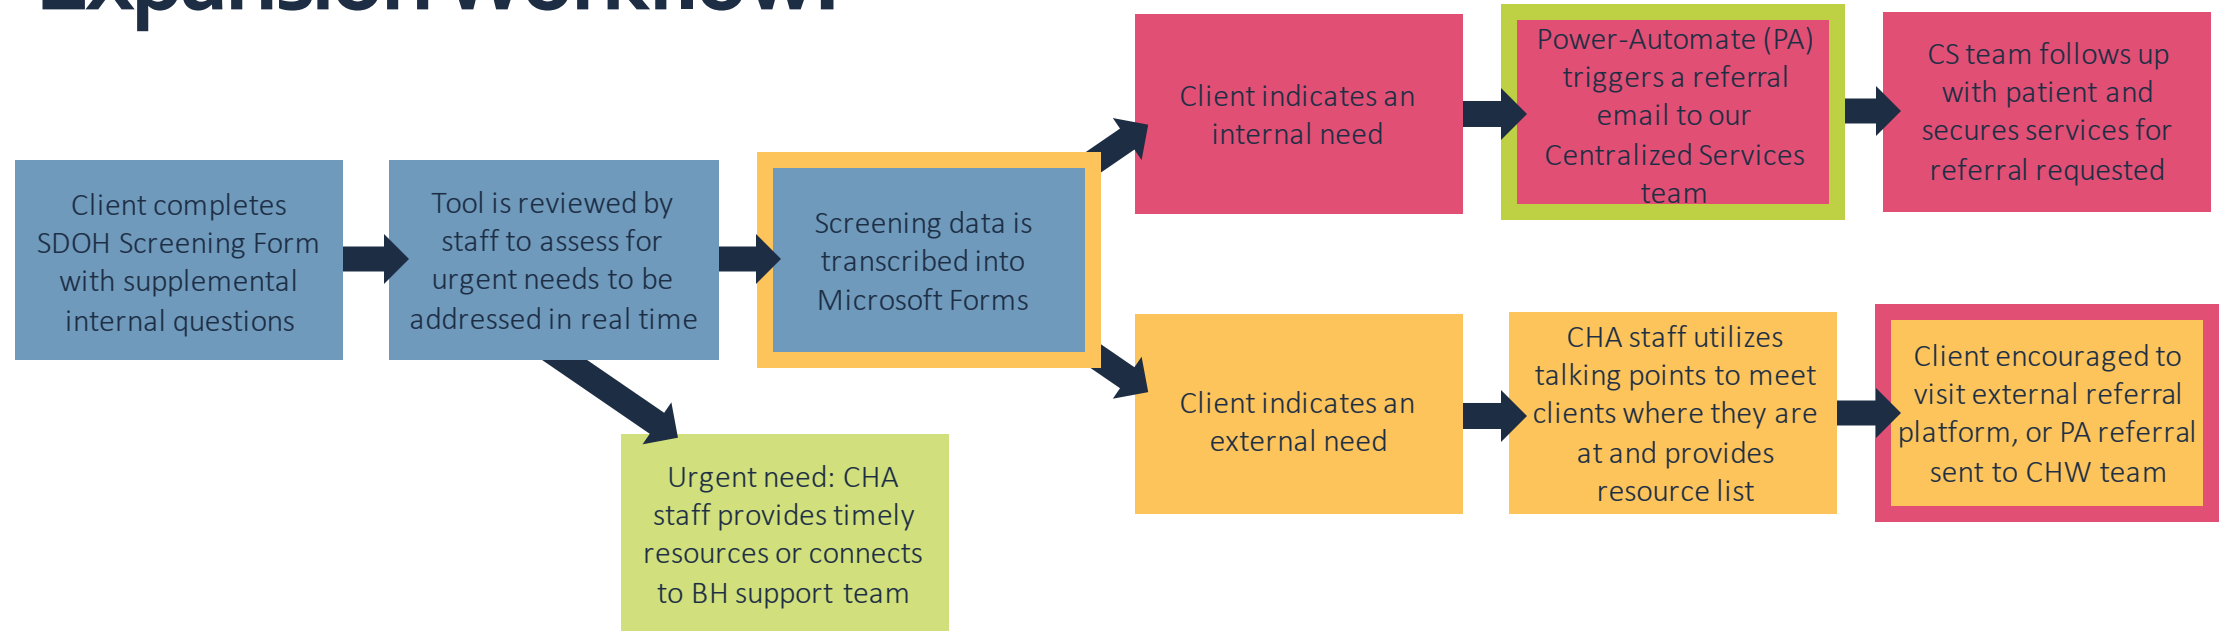 Expansion Workflow:
Client completes
SDOH Screening Form
with supplemental
internal questions
Tool is reviewed by
staff to assess for
urgent needs to be
addressed in real time
Urgent need: CHA
staff provides timely
resources or connects
to BH support team
Screening data is
transcribed into
Microsoft Forms
Client indicates an
internal need
Power-Automate (PA)
triggers a referral
email to our
Centralized Services
team
CS team follows up
with patient and
secures services for
referral requested
Client indicates an
external need
CHA staff utilizes
talking points to meet
clients where they are
at and provides
resource list
Client encouraged to
visit external referral
platform, or PA referral
sent to CHW team